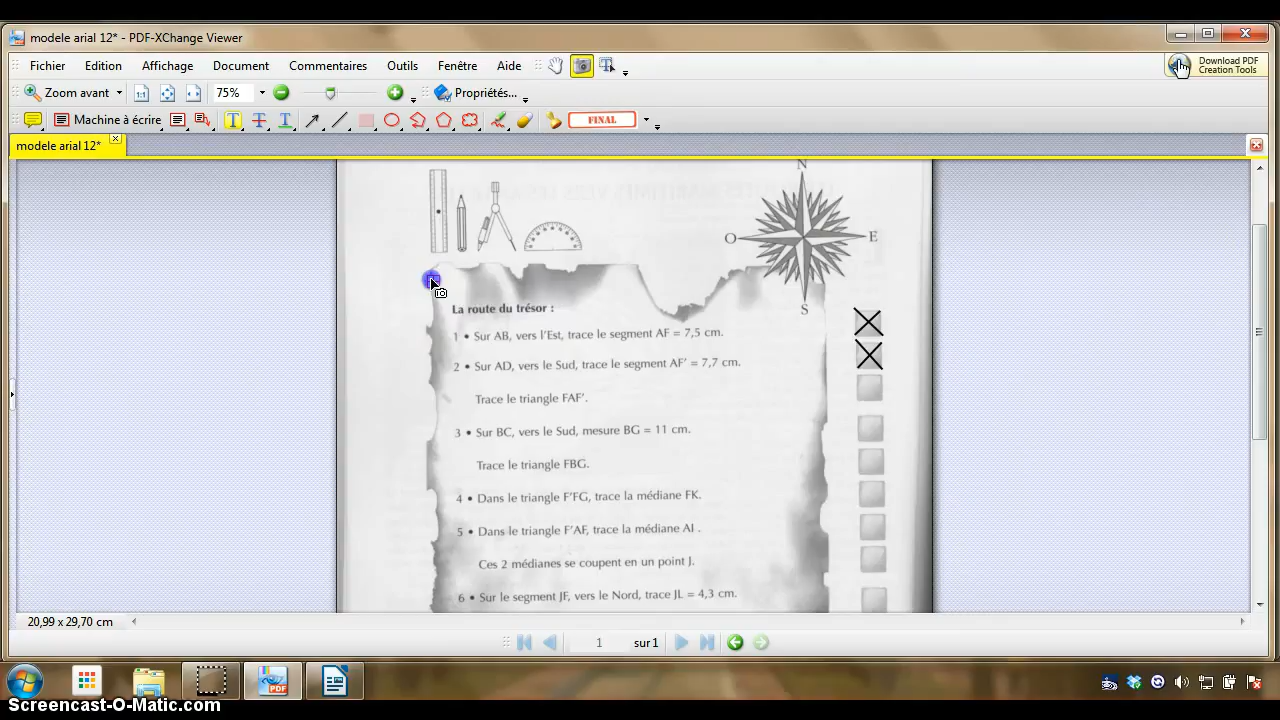 modele arial 12* - PDF-XChange Viewer
Fichier Edition Affichage Document Commentaires Outils Fenêtre Aide
Download PDF
Creation Tools
Zoom avant 75% Propriétés...
Machine à écrire FINAL
modele arial 12*
N
O E
S
La route du trésor :
1 • Sur AB, vers l'Est, trace le segment AF = 7,5 cm.
2 • Sur AD, vers le Sud, trace le segment AF' = 7,7 cm.
Trace le triangle FAF'.
3 • Sur BC, vers le Sud, mesure BG = 11 cm.
Trace le triangle FBG.
4 • Dans le triangle F'FG, trace la médiane FK.
5 • Dans le triangle F'AF, trace la médiane AI .
Ces 2 médianes se coupent en un point J.
6 • Sur le segment JF, vers le Nord, trace JL = 4,3 cm.
20,99 x 29,70 cm
1 sur 1
PDF
Screencast-O-Matic.com